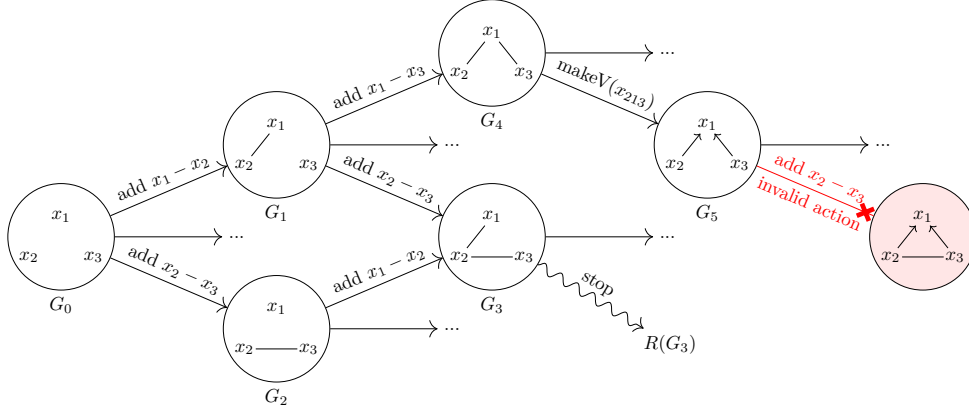 x₁
x₂ x₃
G₀
add x₁ − x₂
add x₂ − x₃
...
x₁
x₂ x₃
G₁
add x₁ − x₃
...
add x₂ − x₃
x₁
x₂ x₃
G₂
add x₁ − x₂
...
x₁
x₂ x₃
G₄
...
makeV(x₂₁₃)
x₁
x₂ x₃
G₃
...
stop
R(G₃)
x₁
x₂ x₃
G₅
...
add x₂ − x₃
invalid action
x₁
x₂ x₃